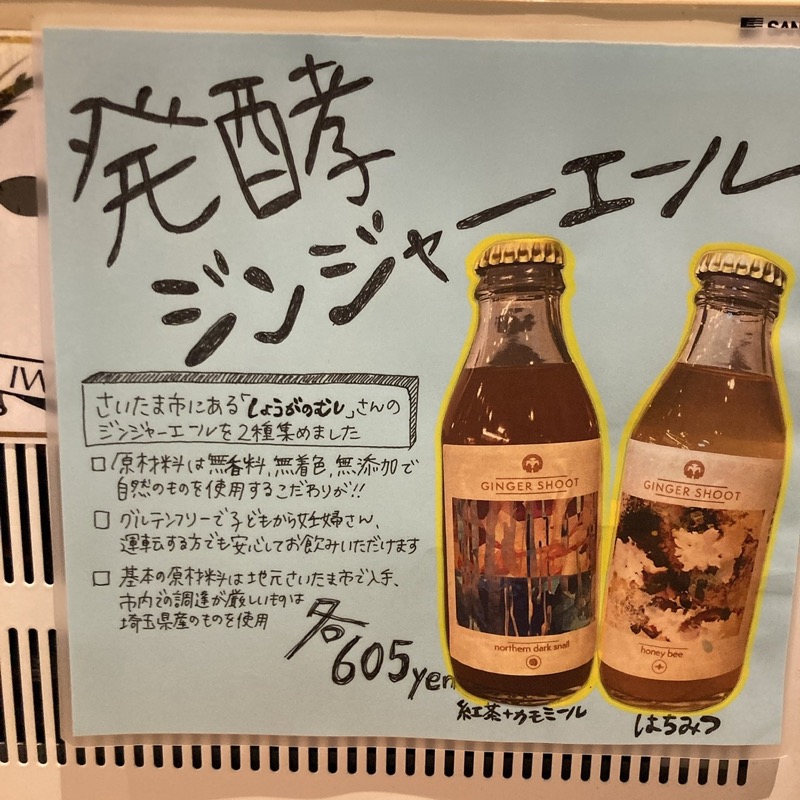 発酵
ジンジャーエール
さいたま市にある「しょうがのむし」さんの
ジンジャーエールを2種集めました
□ 原材料は無香料,無着色,無添加で
自然のものを使用するこだわりが!!
□ グルテンフリーで子どもから妊婦さん、
運転する方でも安心してお飲みいただけます
□ 基本の原材料は地元さいたま市で入手、
市内での調達が厳しいものは
埼玉県産のものを使用
各605yen
GINGER SHOOT
northern dark snail
紅茶+カモミール
GINGER SHOOT
honey bee
はちみつ